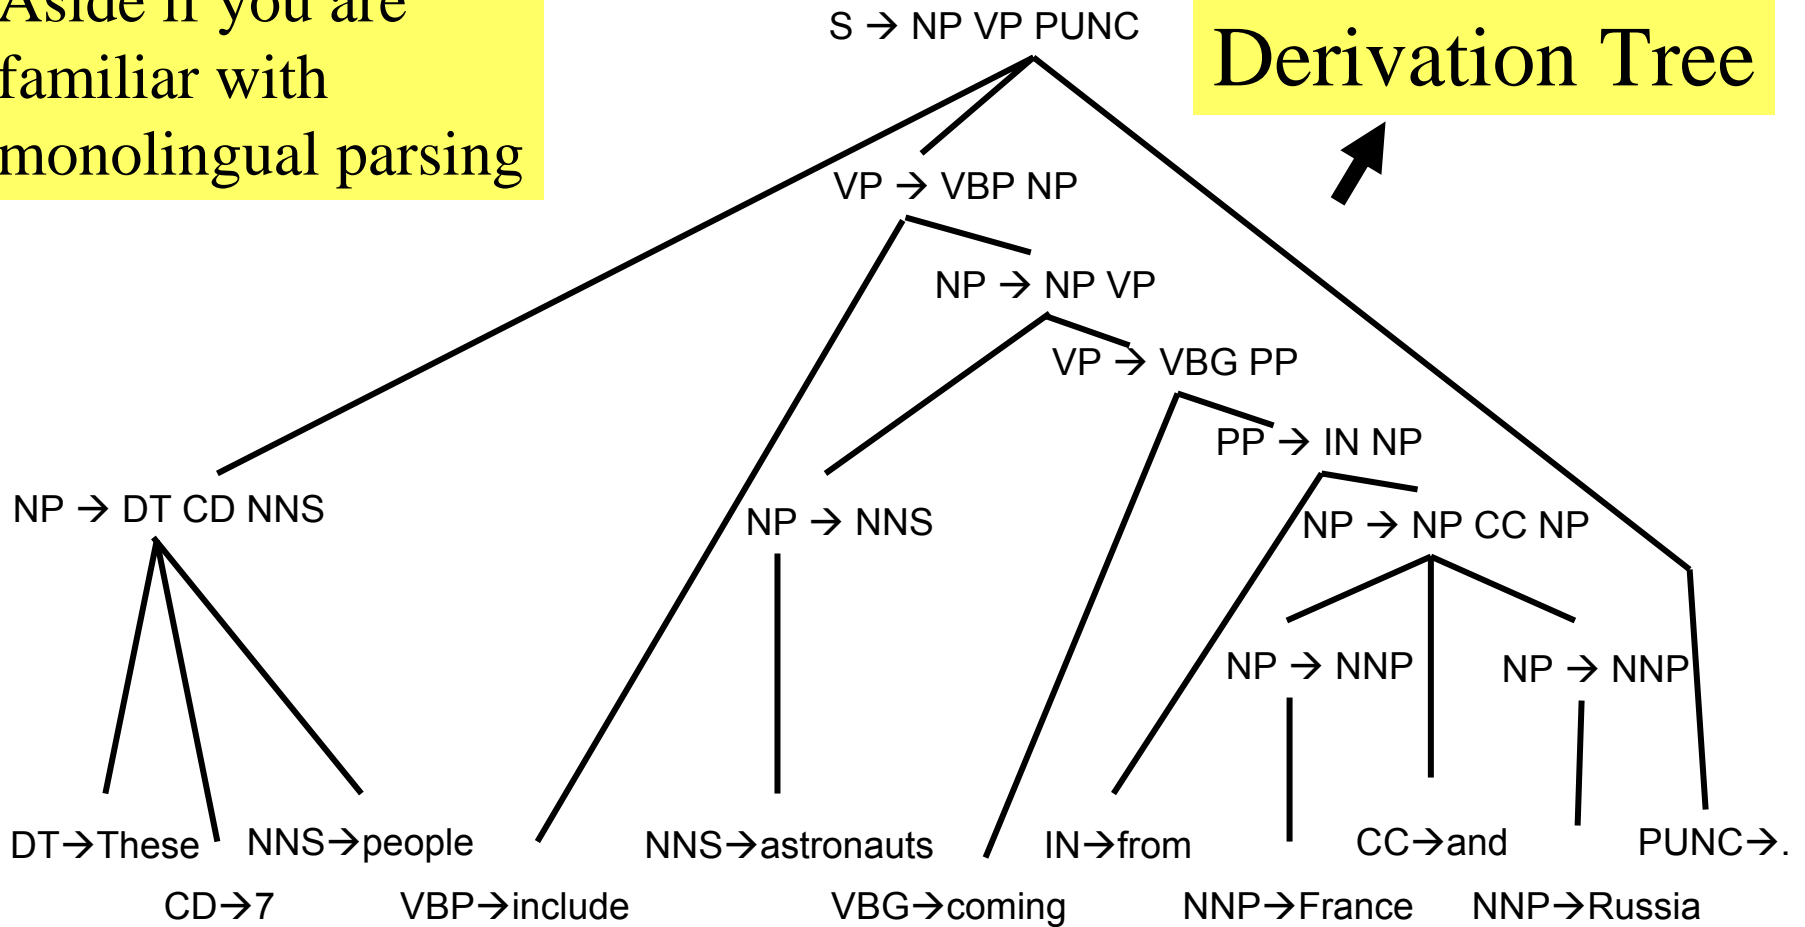 Aside if you are
familiar with
monolingual parsing
S → NP VP PUNC
Derivation Tree
VP → VBP NP
NP → NP VP
VP → VBG PP
PP → IN NP
NP → DT CD NNS
NP → NNS
NP → NP CC NP
NP → NNP
NP → NNP
DT→These
NNS→people
NNS→astronauts
IN→from
CC→and
PUNC→.
CD→7
VBP→include
VBG→coming
NNP→France
NNP→Russia